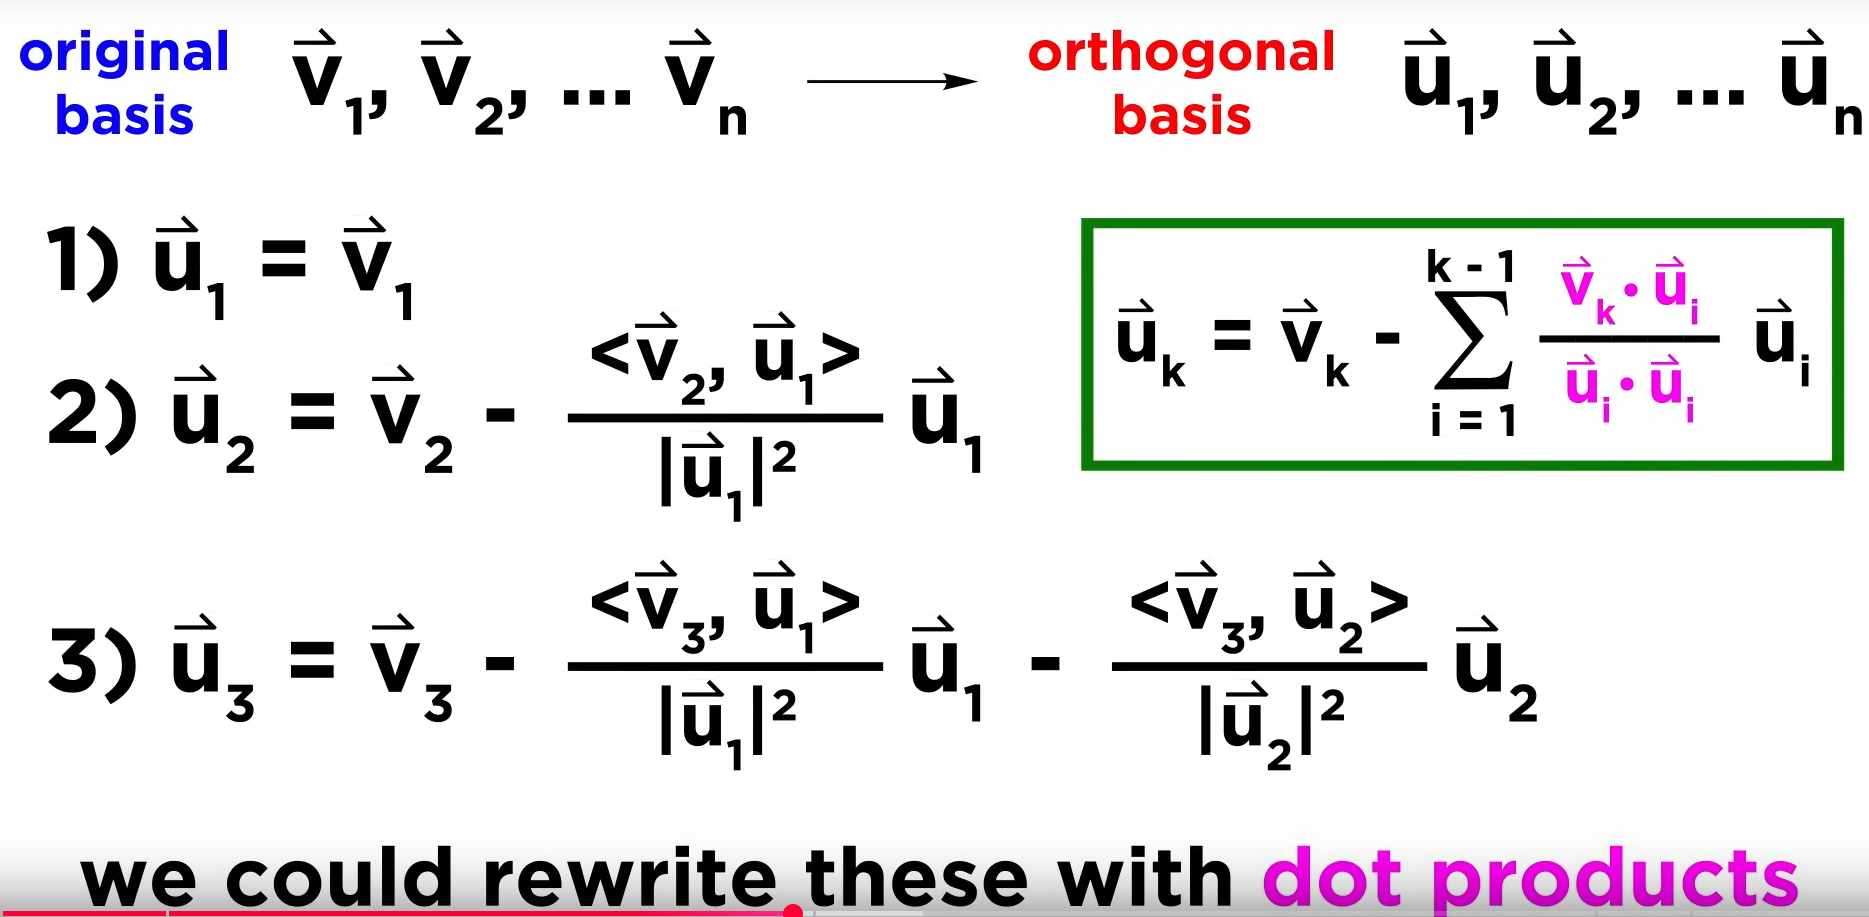 original basis v⃗₁, v⃗₂, ... v⃗ₙ ⟶ orthogonal basis u⃗₁, u⃗₂, ... u⃗ₙ
1) u⃗₁ = v⃗₁
2) u⃗₂ = v⃗₂ - <v⃗₂, u⃗₁> / |u⃗₁|² u⃗₁
u⃗ₖ = v⃗ₖ - ∑ k - 1 i = 1 v⃗ₖ · u⃗ᵢ / u⃗ᵢ · u⃗ᵢ u⃗ᵢ
3) u⃗₃ = v⃗₃ - <v⃗₃, u⃗₁> / |u⃗₁|² u⃗₁ - <v⃗₃, u⃗₂> / |u⃗₂|² u⃗₂
we could rewrite these with dot products